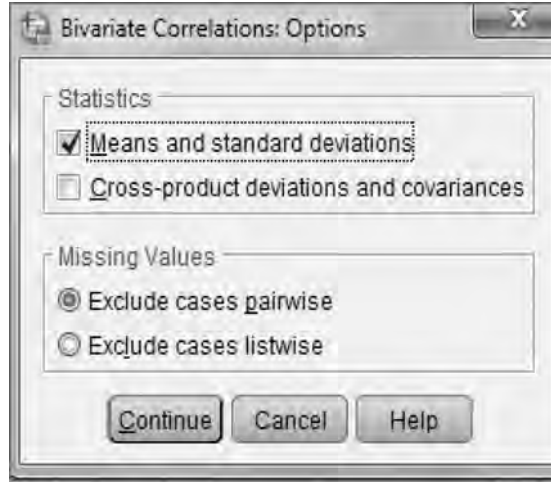 Bivariate Correlations: Options
X
Statistics
Means and standard deviations
Cross-product deviations and covariances
Missing Values
Exclude cases pairwise
Exclude cases listwise
Continue Cancel Help